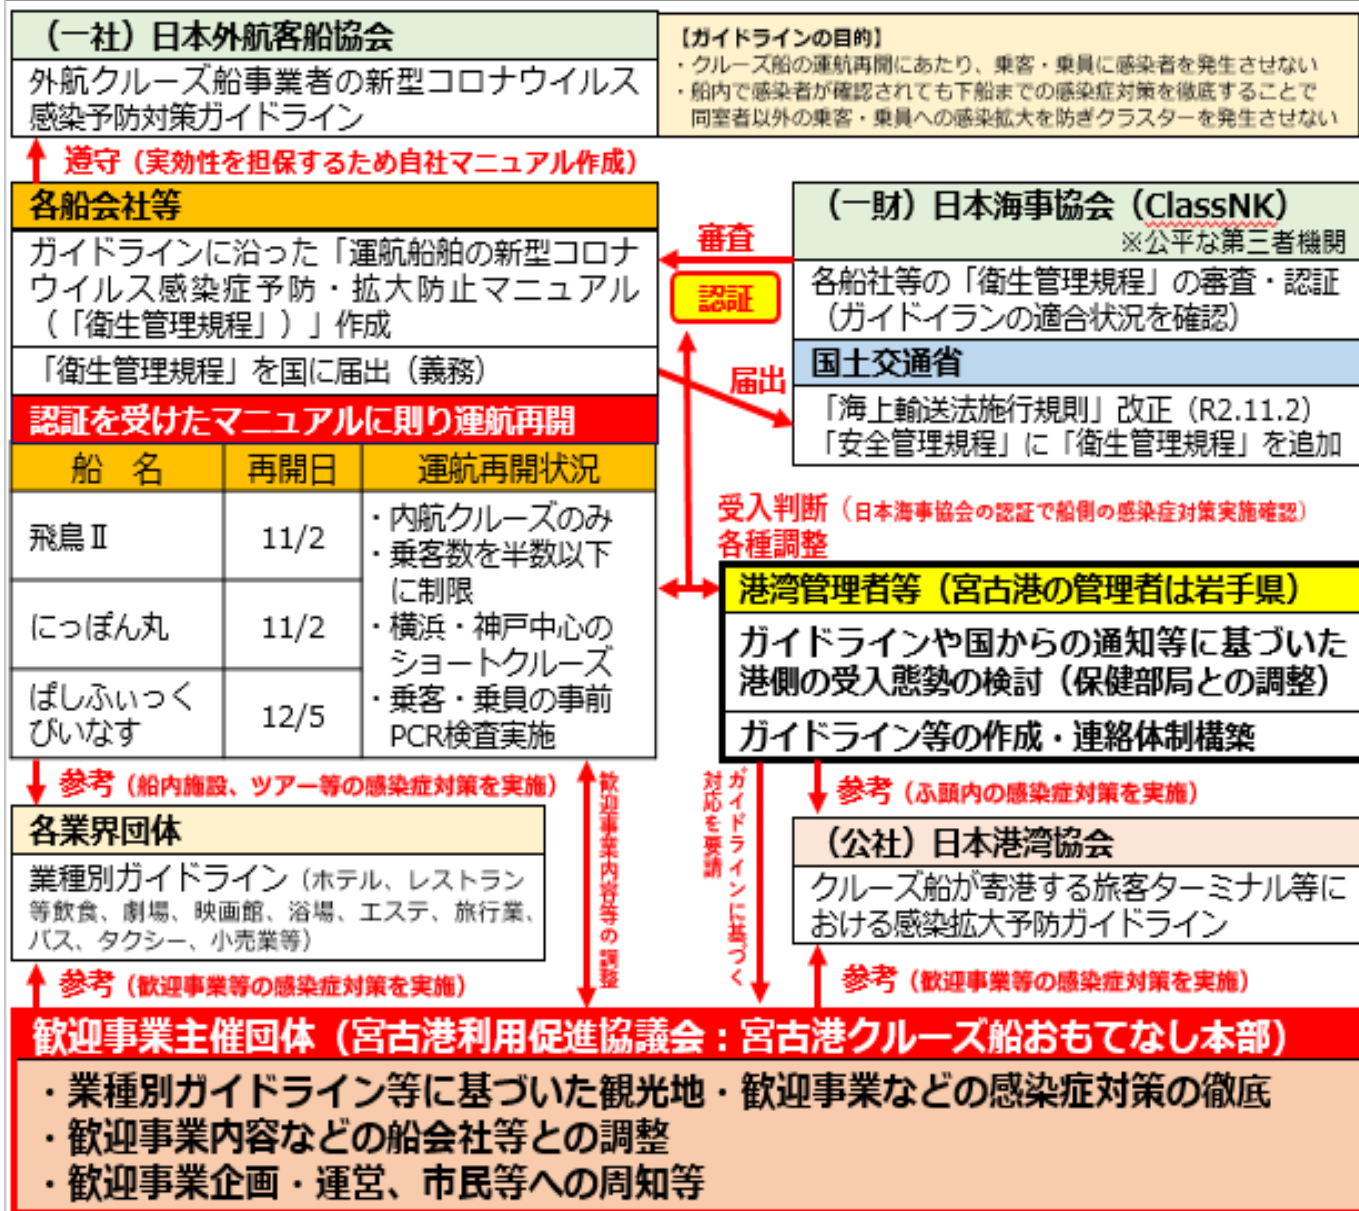 （一社）日本外航客船協会
外航クルーズ船事業者の新型コロナウイルス
感染予防対策ガイドライン
【ガイドラインの目的】
・クルーズ船の運航再開にあたり、乗客・乗員に感染者を発生させない
・船内で感染者が確認されても下船までの感染症対策を徹底することで
同室者以外の乗客・乗員への感染拡大を防ぎクラスターを発生させない
遵守（実効性を担保するため自社マニュアル作成）
各船会社等
ガイドラインに沿った「運航船舶の新型コロナ
ウイルス感染症予防・拡大防止マニュアル
（「衛生管理規程」）」作成
「衛生管理規程」を国に届出（義務）
審査
認証
届出
（一財）日本海事協会（ClassNK）
※公平な第三者機関
各船社等の「衛生管理規程」の審査・認証
（ガイドイランの適合状況を確認）
国土交通省
「海上輸送法施行規則」改正（R2.11.2）
「安全管理規程」に「衛生管理規程」を追加
認証を受けたマニュアルに則り運航再開
船　名 再開日 運航再開状況
飛鳥Ⅱ 11/2
にっぽん丸 11/2
ぱしふぃっく
びいなす 12/5
・内航クルーズのみ
・乗客数を半数以下
に制限
・横浜・神戸中心の
ショートクルーズ
・乗客・乗員の事前
PCR検査実施
受入判断（日本海事協会の認証で船側の感染症対策実施確認）
各種調整
港湾管理者等（宮古港の管理者は岩手県）
ガイドラインや国からの通知等に基づいた
港側の受入態勢の検討（保健部局との調整）
ガイドライン等の作成・連絡体制構築
参考（船内施設、ツアー等の感染症対策を実施）
歓迎事業内容等の調整
ガイドラインに基づく
対応を要請
参考（ふ頭内の感染症対策を実施）
各業界団体
業種別ガイドライン（ホテル、レストラン
等飲食、劇場、映画館、浴場、エステ、旅行業、
バス、タクシー、小売業等）
（公社）日本港湾協会
クルーズ船が寄港する旅客ターミナル等に
おける感染拡大予防ガイドライン
参考（歓迎事業等の感染症対策を実施）
参考（歓迎事業等の感染症対策を実施）
歓迎事業主催団体（宮古港利用促進協議会：宮古港クルーズ船おもてなし本部）
・業種別ガイドライン等に基づいた観光地・歓迎事業などの感染症対策の徹底
・歓迎事業内容などの船会社等との調整
・歓迎事業企画・運営、市民等への周知等